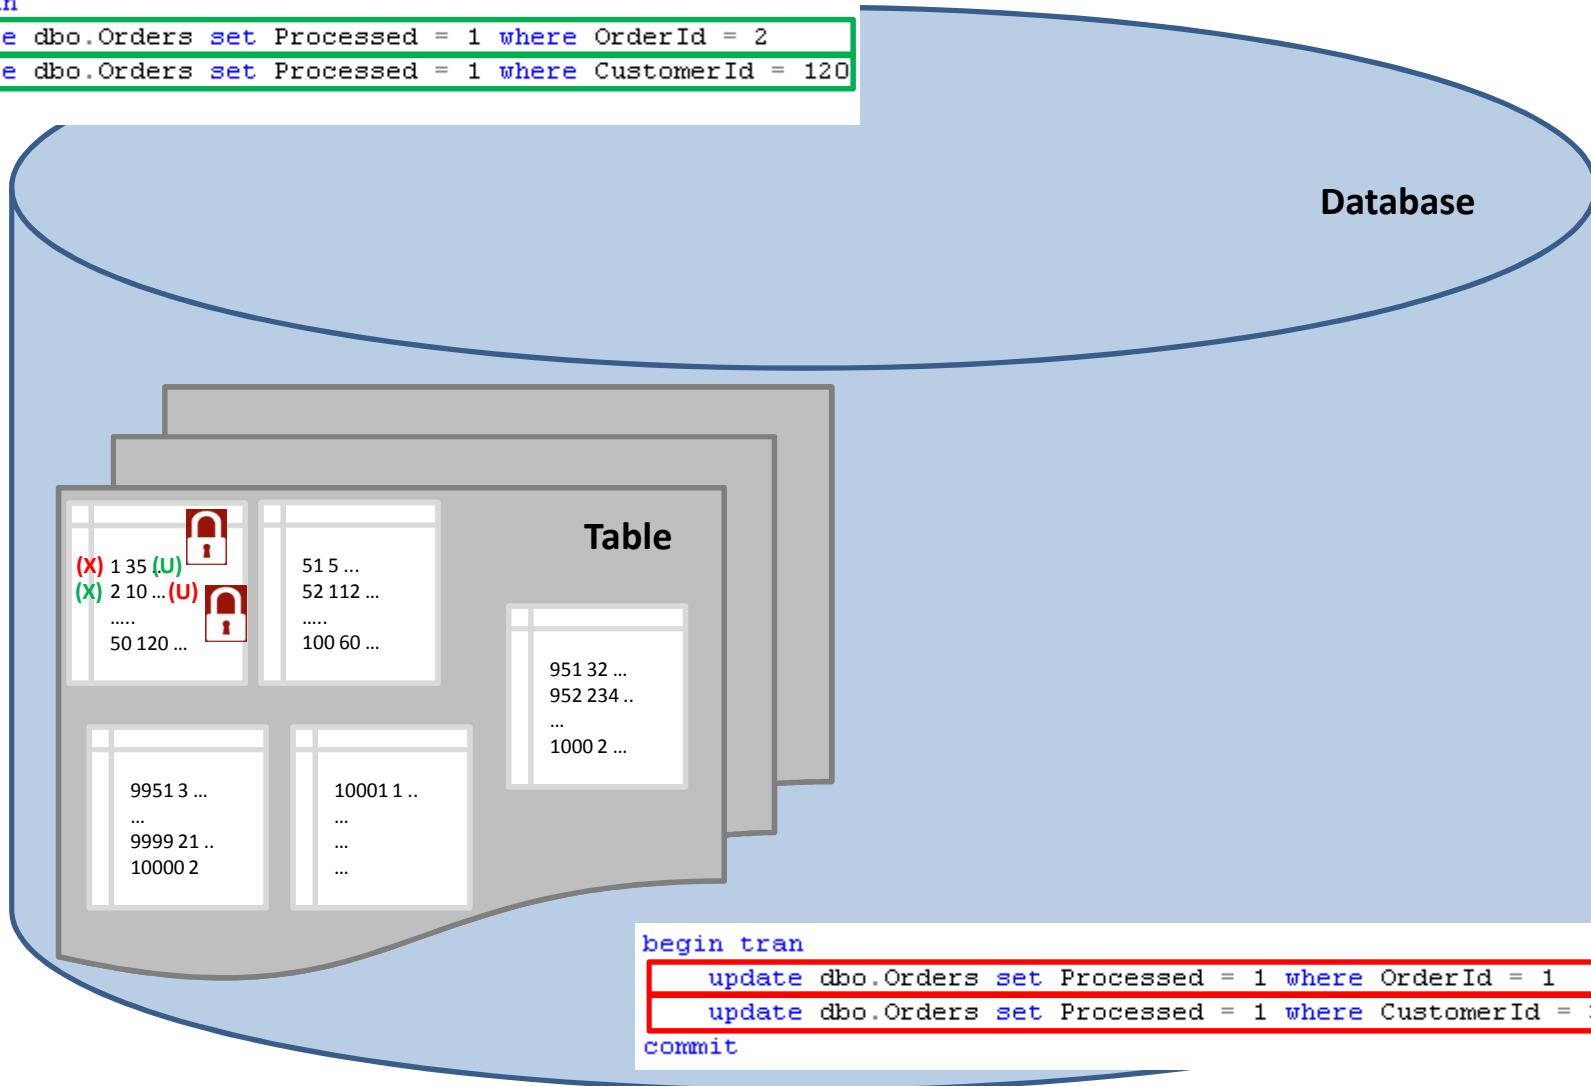 e dbo.Orders set Processed = 1 where OrderId = 2
e dbo.Orders set Processed = 1 where CustomerId = 120
Database
Table
(X) 1 35 .. (U)
(X) 2 10 ... (U)
.....
50 120 ...
51 5 ...
52 112 ...
.....
100 60 ...
951 32 ...
952 234 ..
...
1000 2 ...
9951 3 ...
...
9999 21 ..
10000 2
10001 1 ..
...
...
...
begin tran
update dbo.Orders set Processed = 1 where OrderId = 1
update dbo.Orders set Processed = 1 where CustomerId =
commit